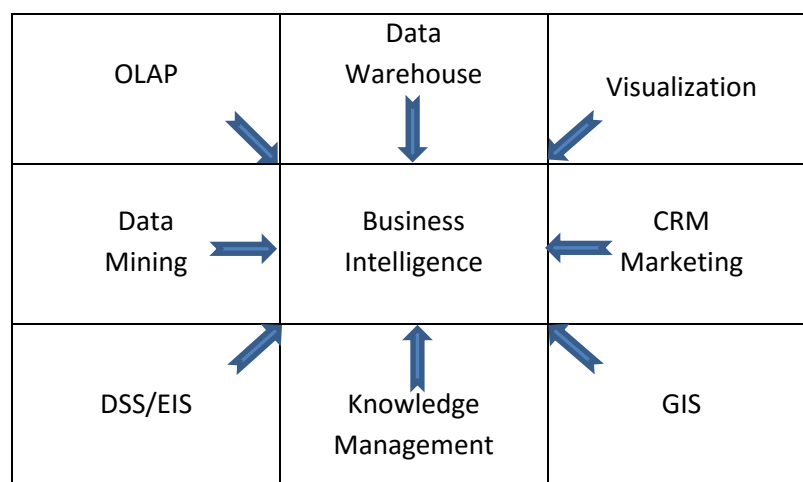 OLAP
Data
Warehouse
Visualization
Data
Mining
Business
Intelligence
CRM
Marketing
DSS/EIS
Knowledge
Management
GIS